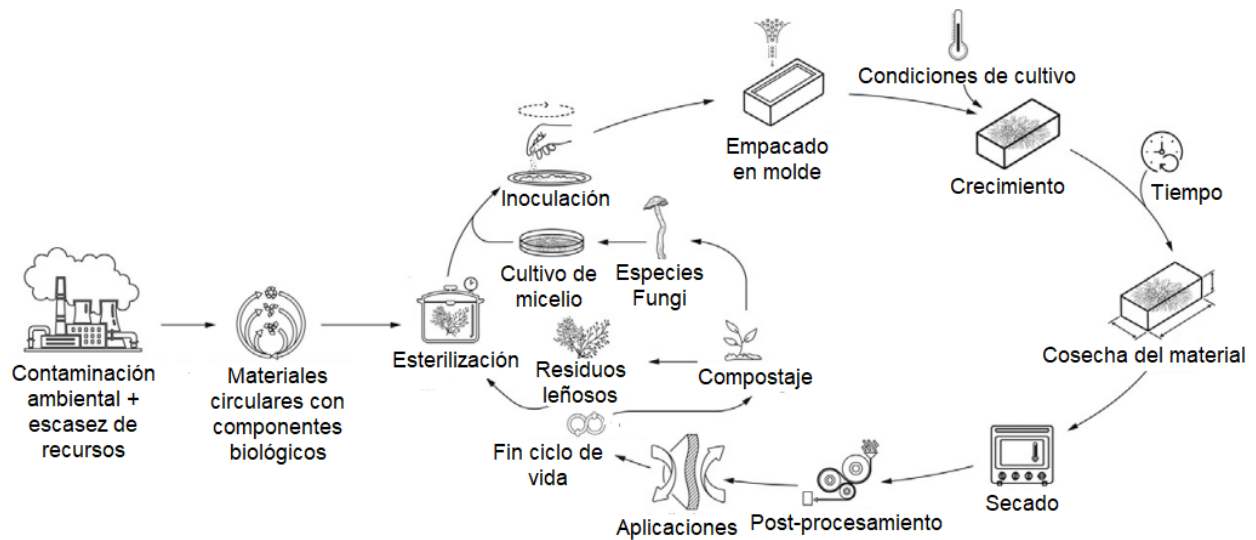 Condiciones de cultivo
Empacado
en molde
Crecimiento
Tiempo
Inoculación
Cultivo de
micelio
Especies
Fungi
Contaminación
ambiental +
escasez de
recursos
Materiales
circulares con
componentes
biológicos
Esterilización
Residuos
leñosos
Compostaje
Cosecha del material
Fin ciclo de
vida
Aplicaciones
Post-procesamiento
Secado